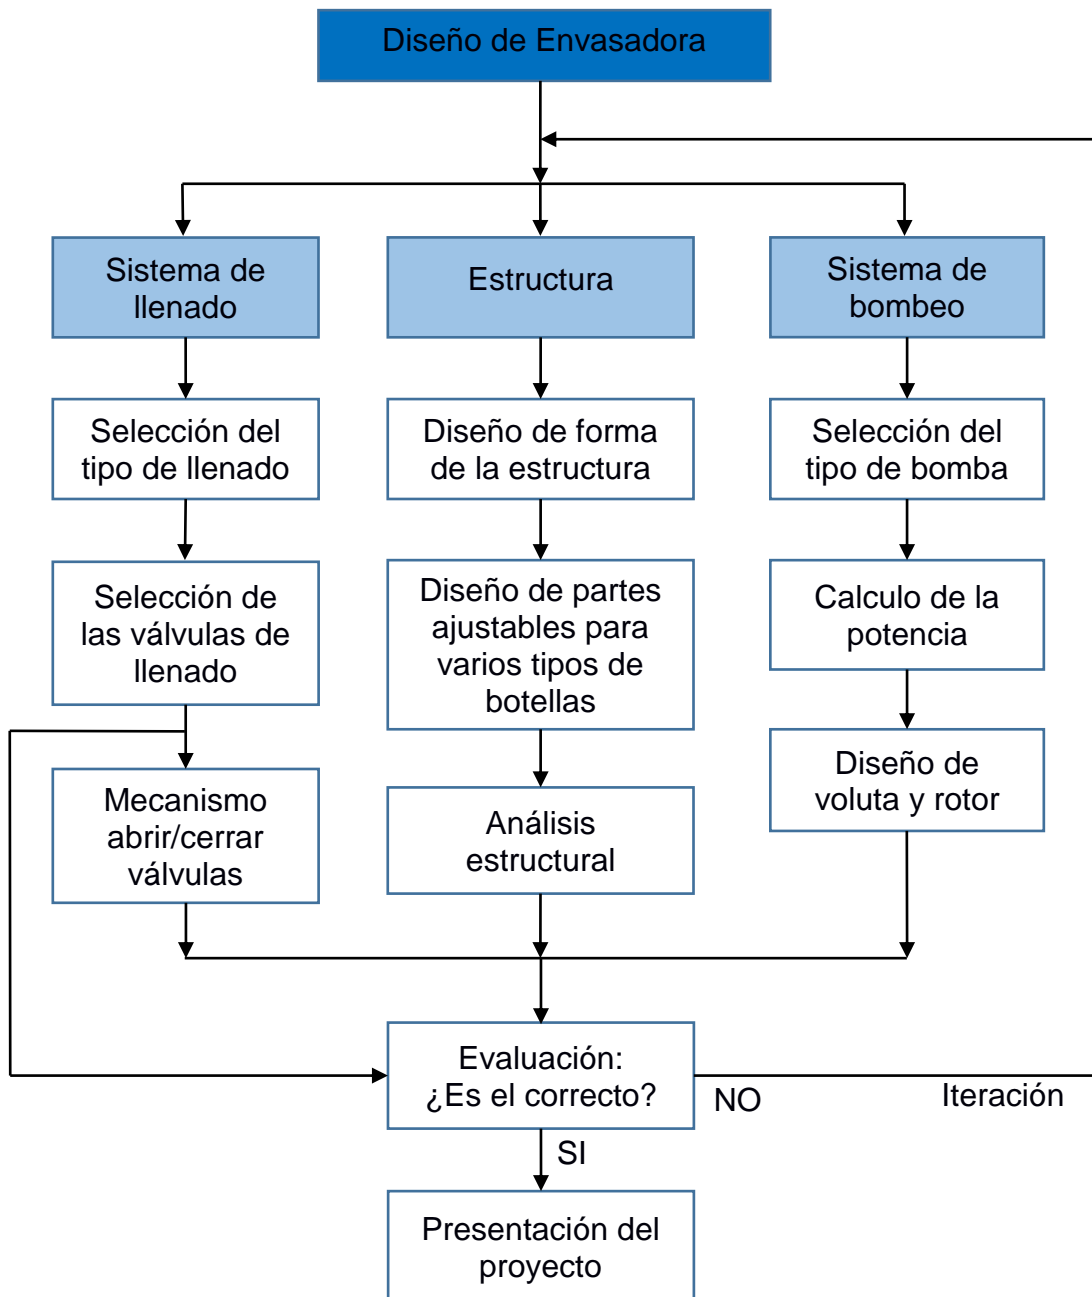 Diseño de Envasadora
Sistema de
llenado
Estructura
Sistema de
bombeo
Selección del
tipo de llenado
Diseño de forma
de la estructura
Selección del
tipo de bomba
Selección de
las válvulas de
llenado
Diseño de partes
ajustables para
varios tipos de
botellas
Calculo de la
potencia
Mecanismo
abrir/cerrar
válvulas
Análisis
estructural
Diseño de
voluta y rotor
Evaluación:
¿Es el correcto?
NO
Iteración
SI
Presentación del
proyecto